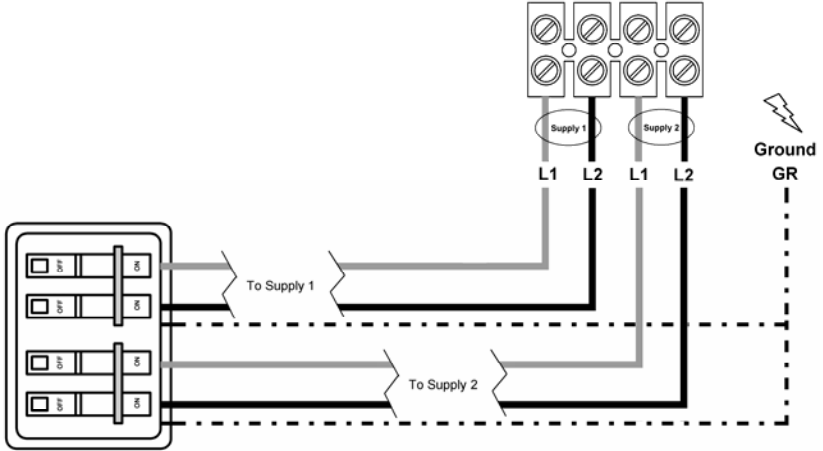 Supply 1
Supply 2
Ground
GR
L1 L2 L1 L2
OFF ON
To Supply 1
OFF ON
OFF ON
To Supply 2
OFF ON